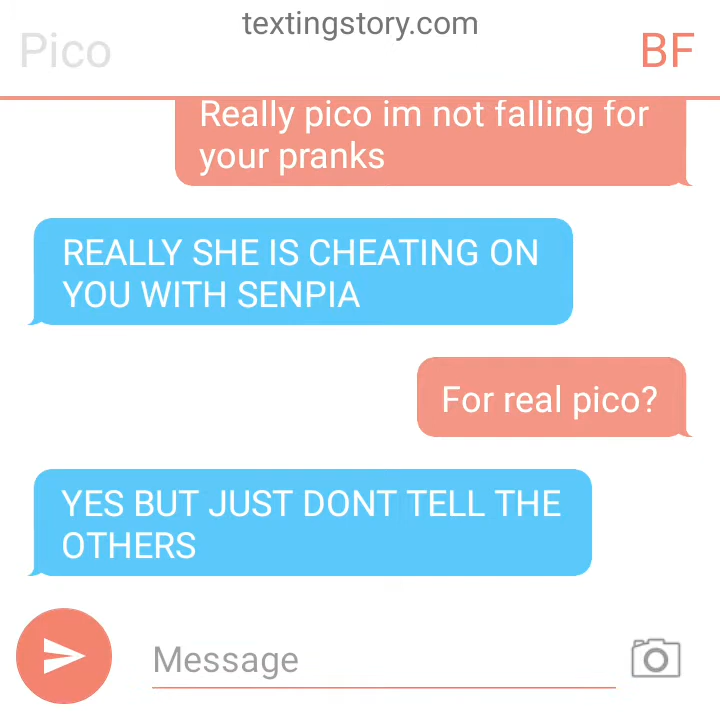 textingstory.com
Pico
BF
Really pico im not falling for
your pranks
REALLY SHE IS CHEATING ON
YOU WITH SENPIA
For real pico?
YES BUT JUST DONT TELL THE
OTHERS
Message